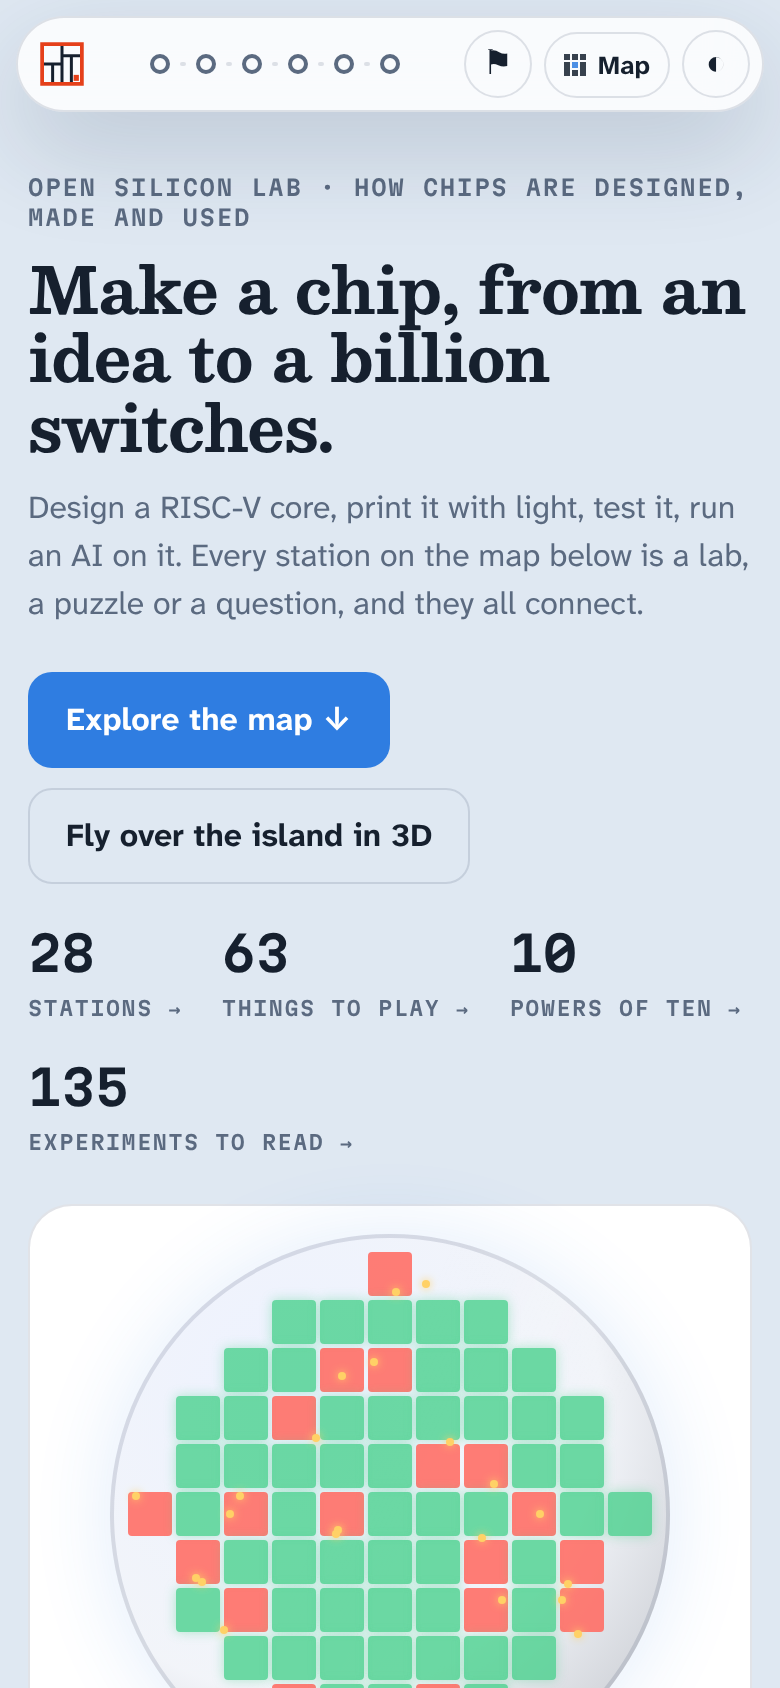 Map
OPEN SILICON LAB · HOW CHIPS ARE DESIGNED,
MADE AND USED
Make a chip, from an
idea to a billion
switches.
Design a RISC-V core, print it with light, test it, run
an AI on it. Every station on the map below is a lab,
a puzzle or a question, and they all connect.
Explore the map ↓
Fly over the island in 3D
28 63 10
STATIONS → THINGS TO PLAY → POWERS OF TEN →
135
EXPERIMENTS TO READ →